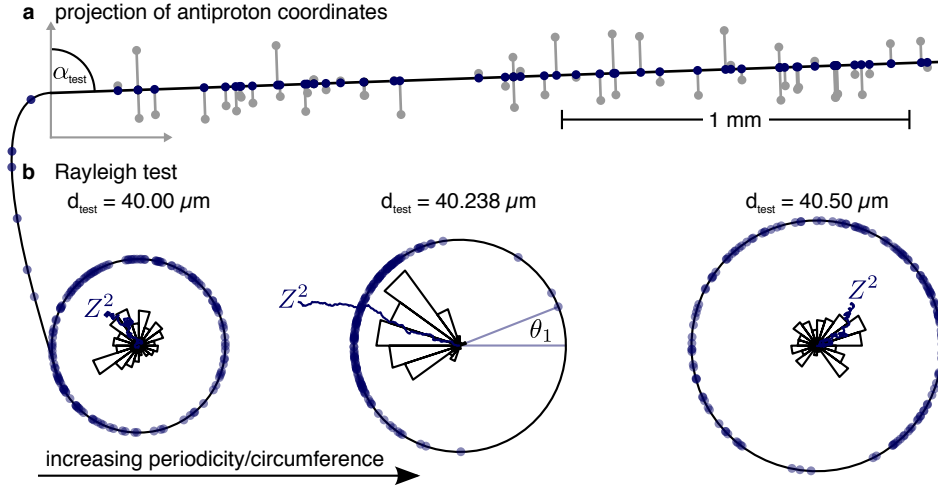 a projection of antiproton coordinates
α_test
1 mm
b Rayleigh test
d_test = 40.00 μm
d_test = 40.238 μm
d_test = 40.50 μm
Z²
Z²
θ₁
Z²
increasing periodicity/circumference